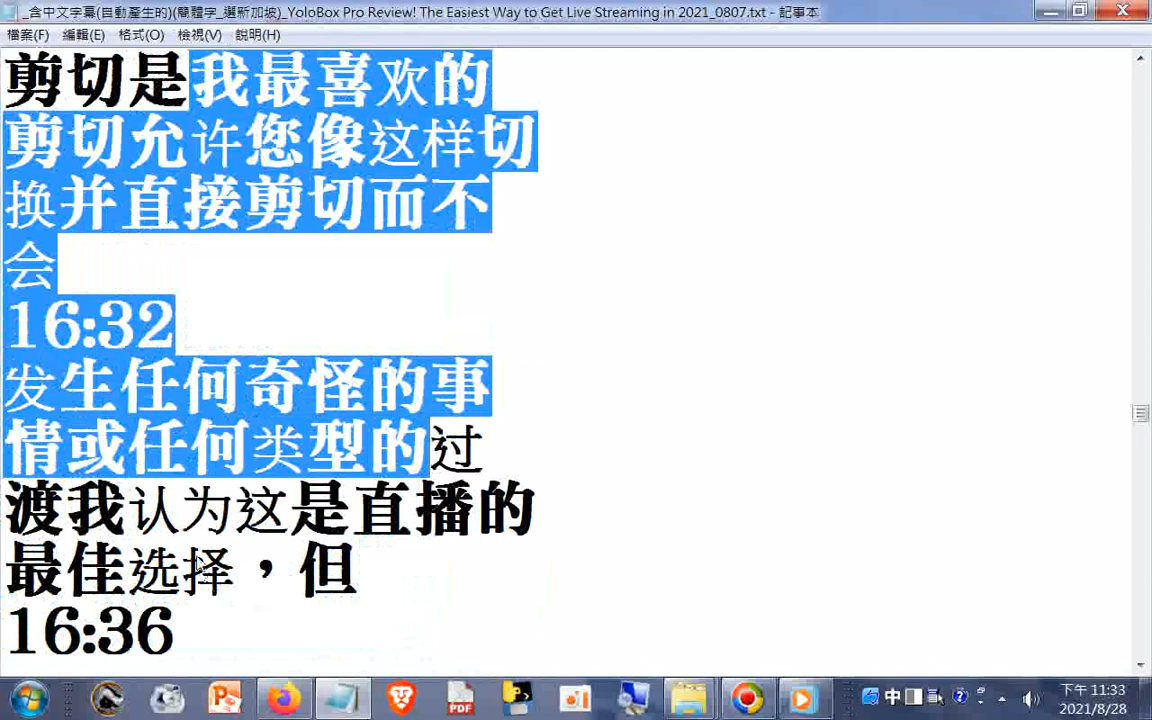 _含中文字幕(自動產生的)(簡體字_選新加坡)_YoloBox Pro Review! The Easiest Way to Get Live Streaming in 2021_0807.txt - 記事本
檔案(F) 編輯(E) 格式(O) 檢視(V) 說明(H)
剪切是我最喜欢的
剪切允许您像这样切
换并直接剪切而不
会
16:32
发生任何奇怪的事
情或任何类型的过
渡我认为这是直播的
最佳选择，但
16:36
PDF
中
下午 11:33
2021/8/28